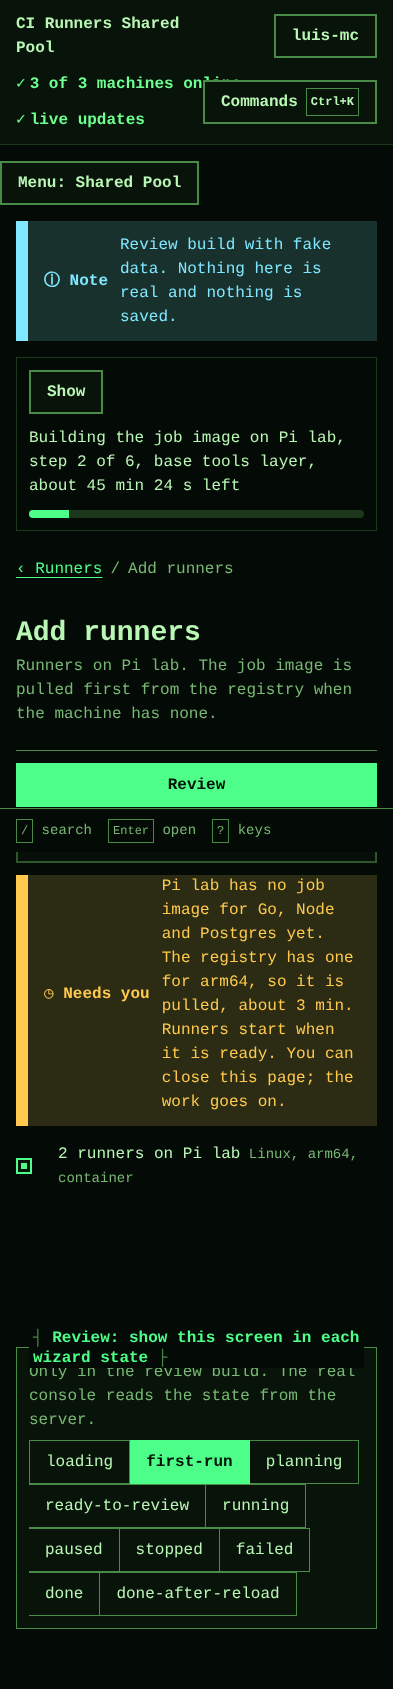 CI Runners Shared
Pool
luis-mc
✓ 3 of 3 machines online
✓ live updates
Commands Ctrl+K
Menu: Shared Pool
ⓘ Note
Review build with fake
data. Nothing here is
real and nothing is
saved.
Show
Building the job image on Pi lab,
step 2 of 6, base tools layer,
about 45 min 24 s left
‹ Runners / Add runners
Add runners
Runners on Pi lab. The job image is
pulled first from the registry when
the machine has none.
Review
/ search Enter open ? keys
◷ Needs you
Pi lab has no job
image for Go, Node
and Postgres yet.
The registry has one
for arm64, so it is
pulled, about 3 min.
Runners start when
it is ready. You can
close this page; the
work goes on.
2 runners on Pi lab Linux, arm64,
container
┤ Review: show this screen in each
wizard state ├
Only in the review build. The real
console reads the state from the
server.
loading first-run planning
ready-to-review running
paused stopped failed
done done-after-reload